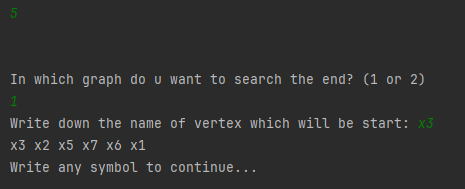 5
In which graph do u want to search the end? (1 or 2)
1
Write down the name of vertex which will be start: x3
x3 x2 x5 x7 x6 x1
Write any symbol to continue...